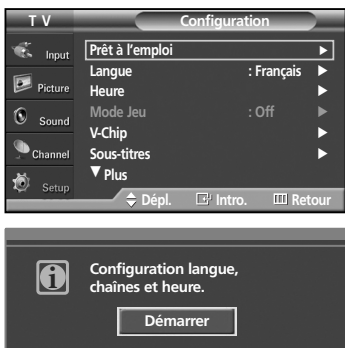 T V Configuration
Input
Picture
Sound
Channel
Setup
Prêt à l'emploi ►
Langue : Français ►
Heure ►
Mode Jeu : Off ►
V-Chip ►
Sous-titres ►
▼ Plus
Dépl. Intro. Retour
Configuration langue,
chaînes et heure.
Démarrer